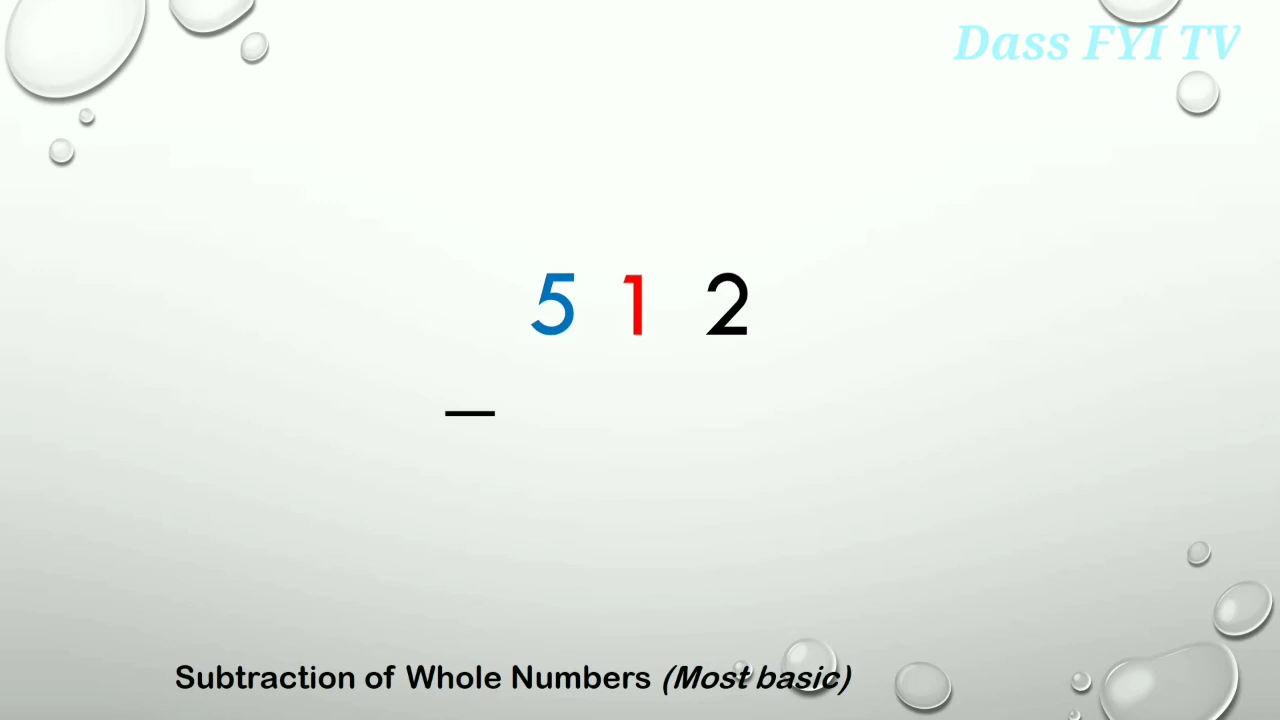 Dass FYI TV
5 1 2
—
Subtraction of Whole Numbers (Most basic)